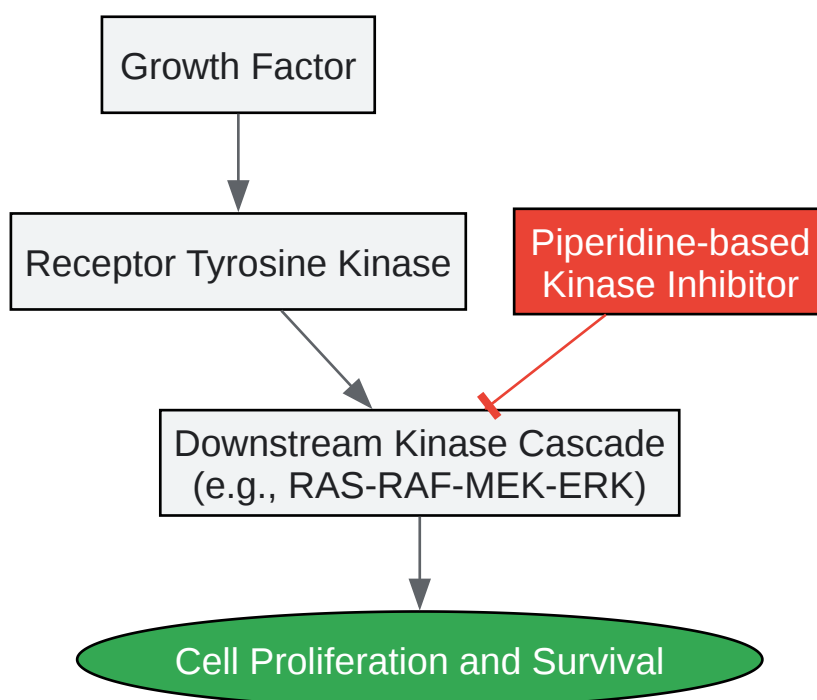 Growth Factor
Receptor Tyrosine Kinase
Piperidine-based
Kinase Inhibitor
Downstream Kinase Cascade
(e.g., RAS-RAF-MEK-ERK)
Cell Proliferation and Survival